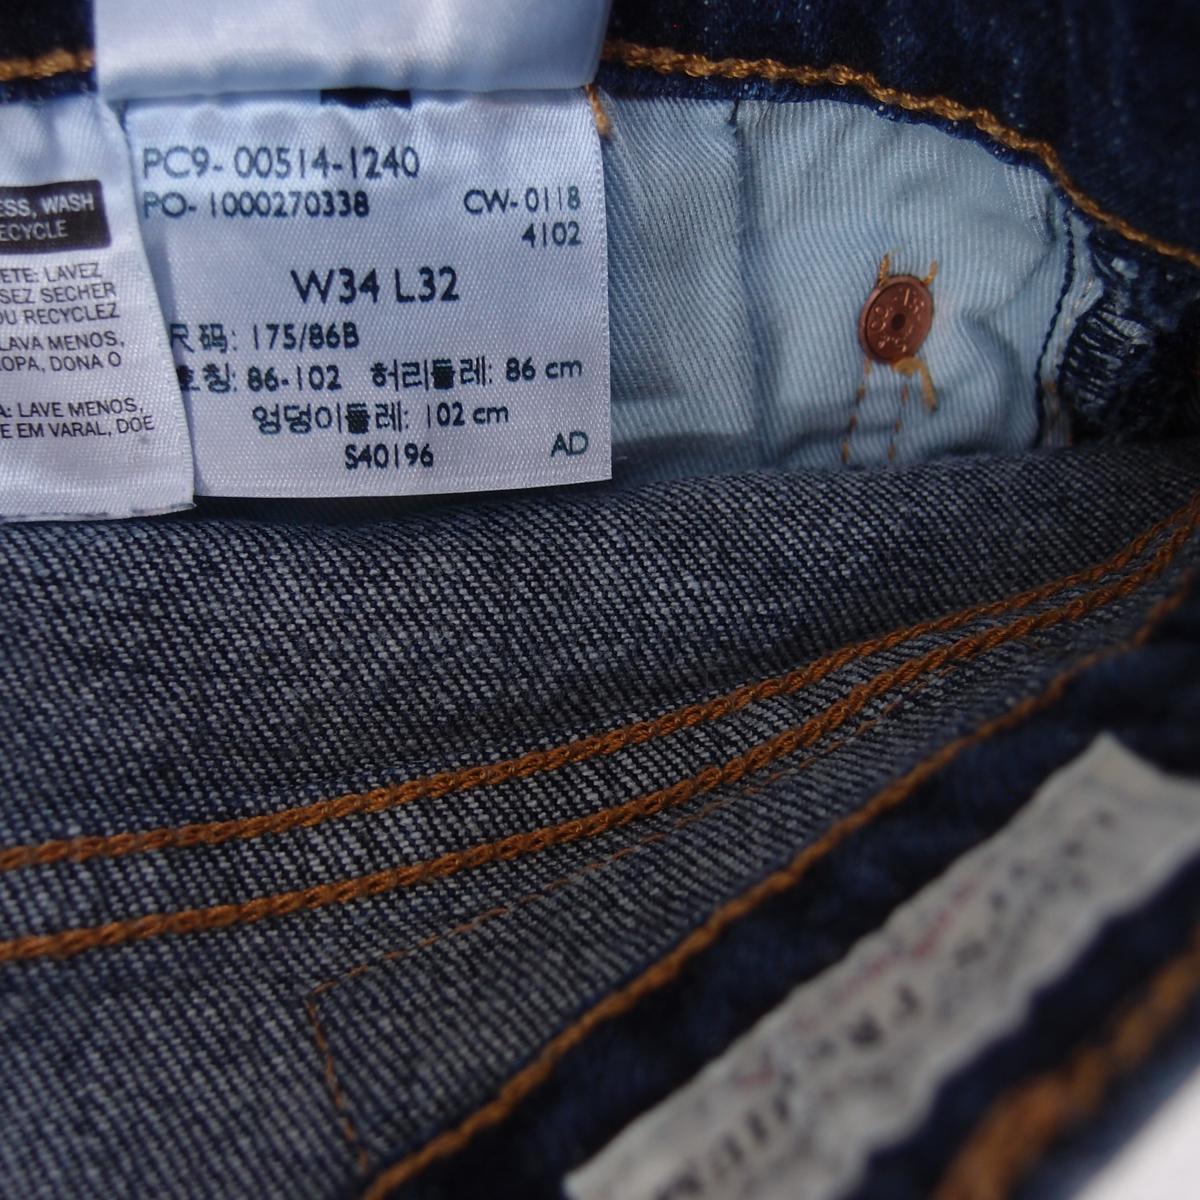 ESS, WASH
ECYCLE
ETE: LAVEZ
SEZ SECHER
OU RECYCLEZ
LAVA MENOS,
OPA, DONA O
A: LAVE MENOS,
E EM VARAL, DOE
PC9- 00514-1240
PO- 1000270338
CW- 0118
4102
W34 L32
尺码: 175/86B
호칭: 86-102 허리둘레: 86 cm
엉덩이둘레: 102 cm
S40196
AD